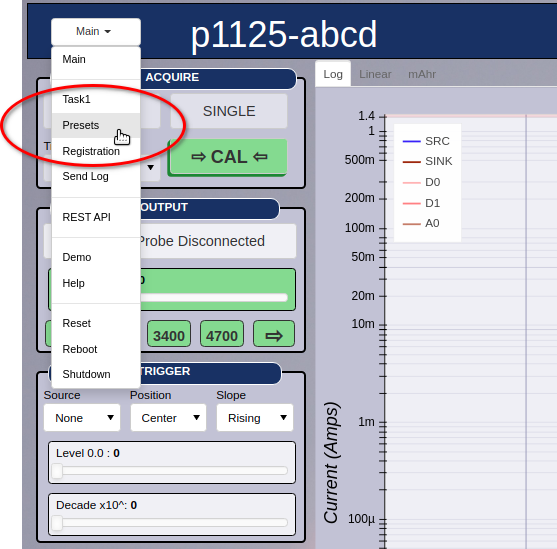 Main
p1125-abcd
Main
Task1
Presets
Registration
Send Log
REST API
Demo
Help
Reset
Reboot
Shutdown
ACQUIRE
SINGLE
T
⇨ CAL ⇦
OUTPUT
Probe Disconnected
0
3400
4700
⇨
TRIGGER
Source
Position
Slope
None
Center
Rising
Level 0.0 : 0
Decade x10^: 0
Log
Linear
mAhr
1.4
1
500m
200m
100m
50m
20m
10m
1m
100µ
Current (Amps)
SRC
SINK
D0
D1
A0